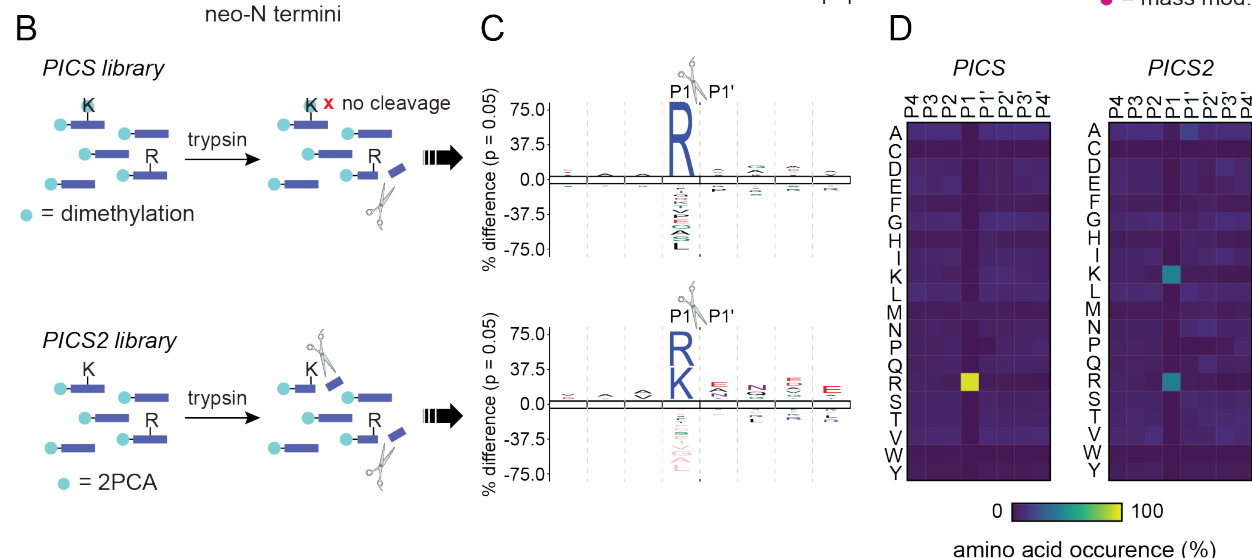 neo-N termini
= mass mod.
B
PICS library
K
R
= dimethylation
trypsin
K x no cleavage
R
PICS2 library
K
R
= 2PCA
trypsin
K
R
C
% difference (p = 0.05)
P1 P1'
75.0
37.5
0.0
-37.5
-75.0
R
% difference (p = 0.05)
P1 P1'
75.0
37.5
0.0
-37.5
-75.0
R
K
D
PICS
P4 P3 P2 P1 P1' P2' P3' P4'
A
C
D
E
F
G
H
I
K
L
M
N
P
Q
R
S
T
V
W
Y
PICS2
P4 P3 P2 P1 P1' P2' P3' P4'
A
C
D
E
F
G
H
I
K
L
M
N
P
Q
R
S
T
V
W
Y
0 100
amino acid occurence (%)